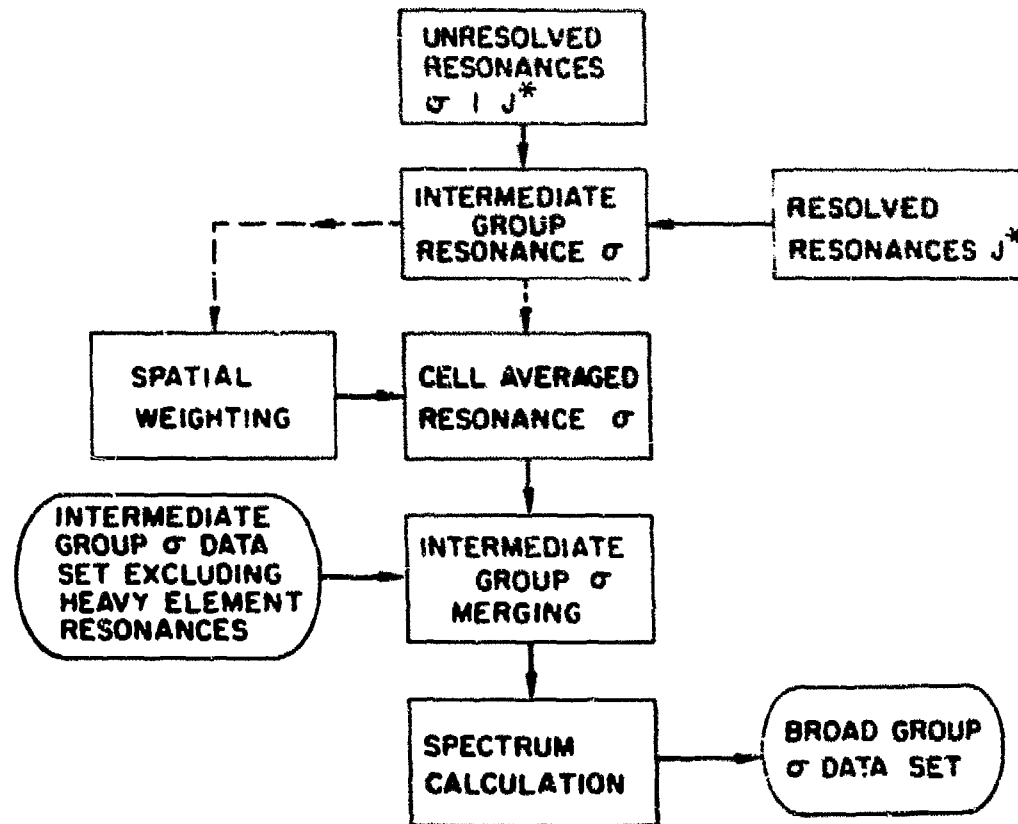 UNRESOLVED
RESONANCES
σ | J*
INTERMEDIATE
GROUP
RESONANCE σ
RESOLVED
RESONANCES J*
SPATIAL
WEIGHTING
CELL AVERAGED
RESONANCE σ
INTERMEDIATE
GROUP σ DATA
SET EXCLUDING
HEAVY ELEMENT
RESONANCES
INTERMEDIATE
GROUP σ
MERGING
SPECTRUM
CALCULATION
BROAD GROUP
σ DATA SET